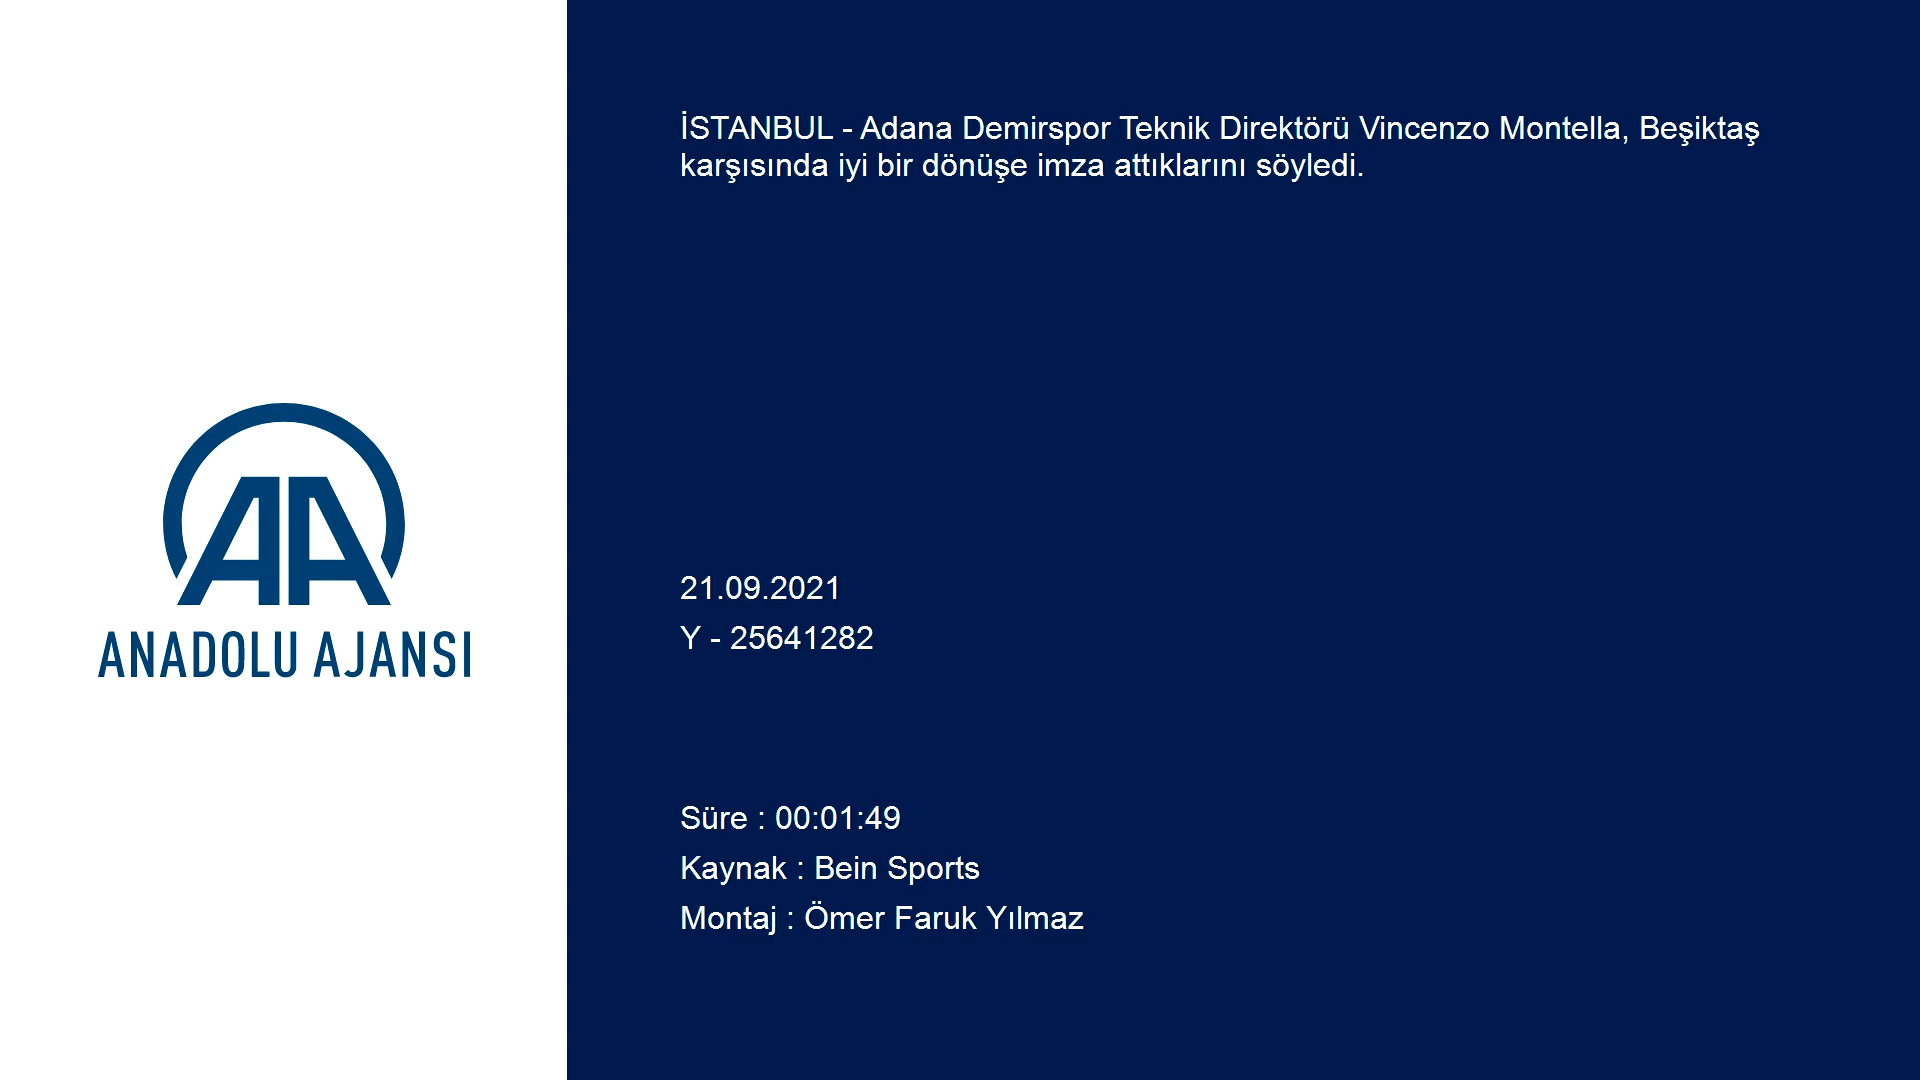 İSTANBUL - Adana Demirspor Teknik Direktörü Vincenzo Montella, Beşiktaş
karşısında iyi bir dönüşe imza attıklarını söyledi.
AA
ANADOLU AJANSI
21.09.2021
Y - 25641282
Süre : 00:01:49
Kaynak : Bein Sports
Montaj : Ömer Faruk Yılmaz